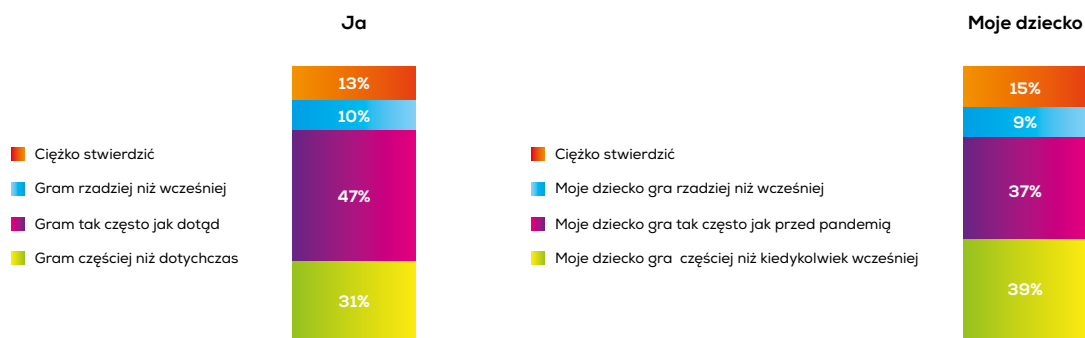 Ja
13%
10%
47%
31%
Ciężko stwierdzić
Gram rzadziej niż wcześniej
Gram tak często jak dotąd
Gram częściej niż dotychczas
Moje dziecko
15%
9%
37%
39%
Ciężko stwierdzić
Moje dziecko gra rzadziej niż wcześniej
Moje dziecko gra tak często jak przed pandemią
Moje dziecko gra częściej niż kiedykolwiek wcześniej